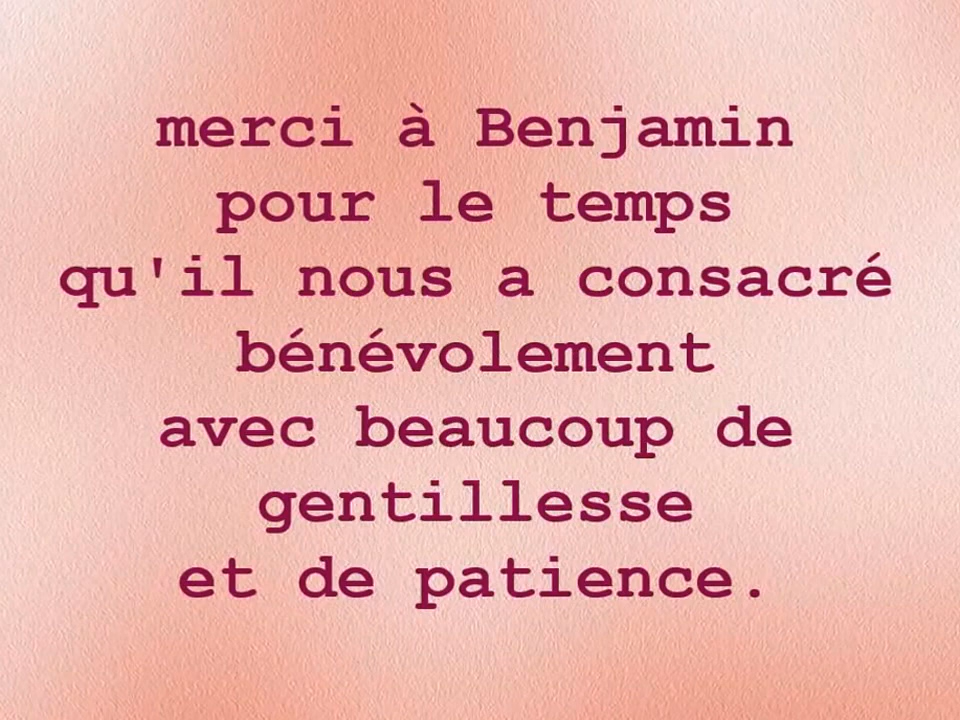 merci à Benjamin
pour le temps
qu'il nous a consacré
bénévolement
avec beaucoup de
gentillesse
et de patience.